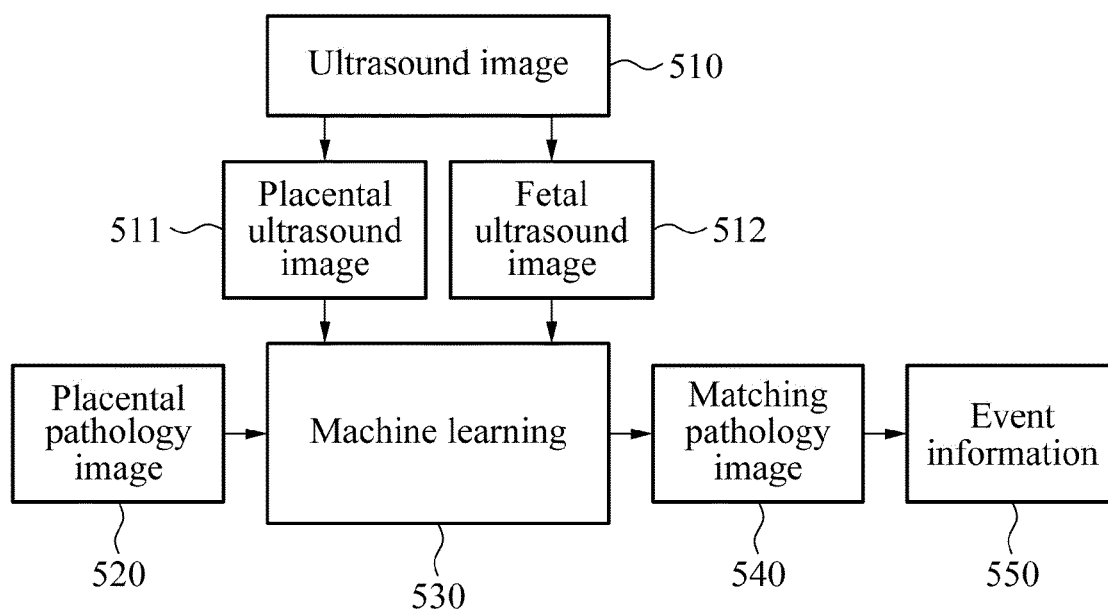 Ultrasound image
510
Placental
ultrasound
image
511
Fetal
ultrasound
image
512
Placental
pathology
image
520
Machine learning
530
Matching
pathology
image
540
Event
information
550